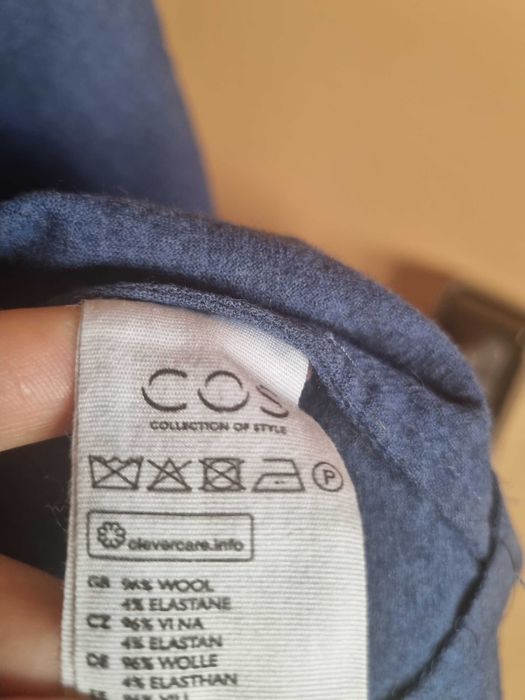 COS
COLLECTION OF STYLE
P
clevercare.info
GB 96% WOOL
4% ELASTANE
CZ 96% VLNA
4% ELASTAN
DE 96% WOLLE
4% ELASTHAN
96%